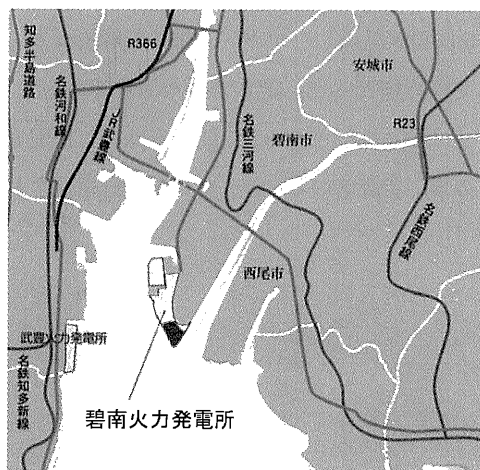 知多半島道路
名鉄河和線
R366
JR武豊線
名鉄三河線
碧南市
安城市
R23
名鉄西尾線
西尾市
武豊火力発電所
名鉄知多新線
碧南火力発電所